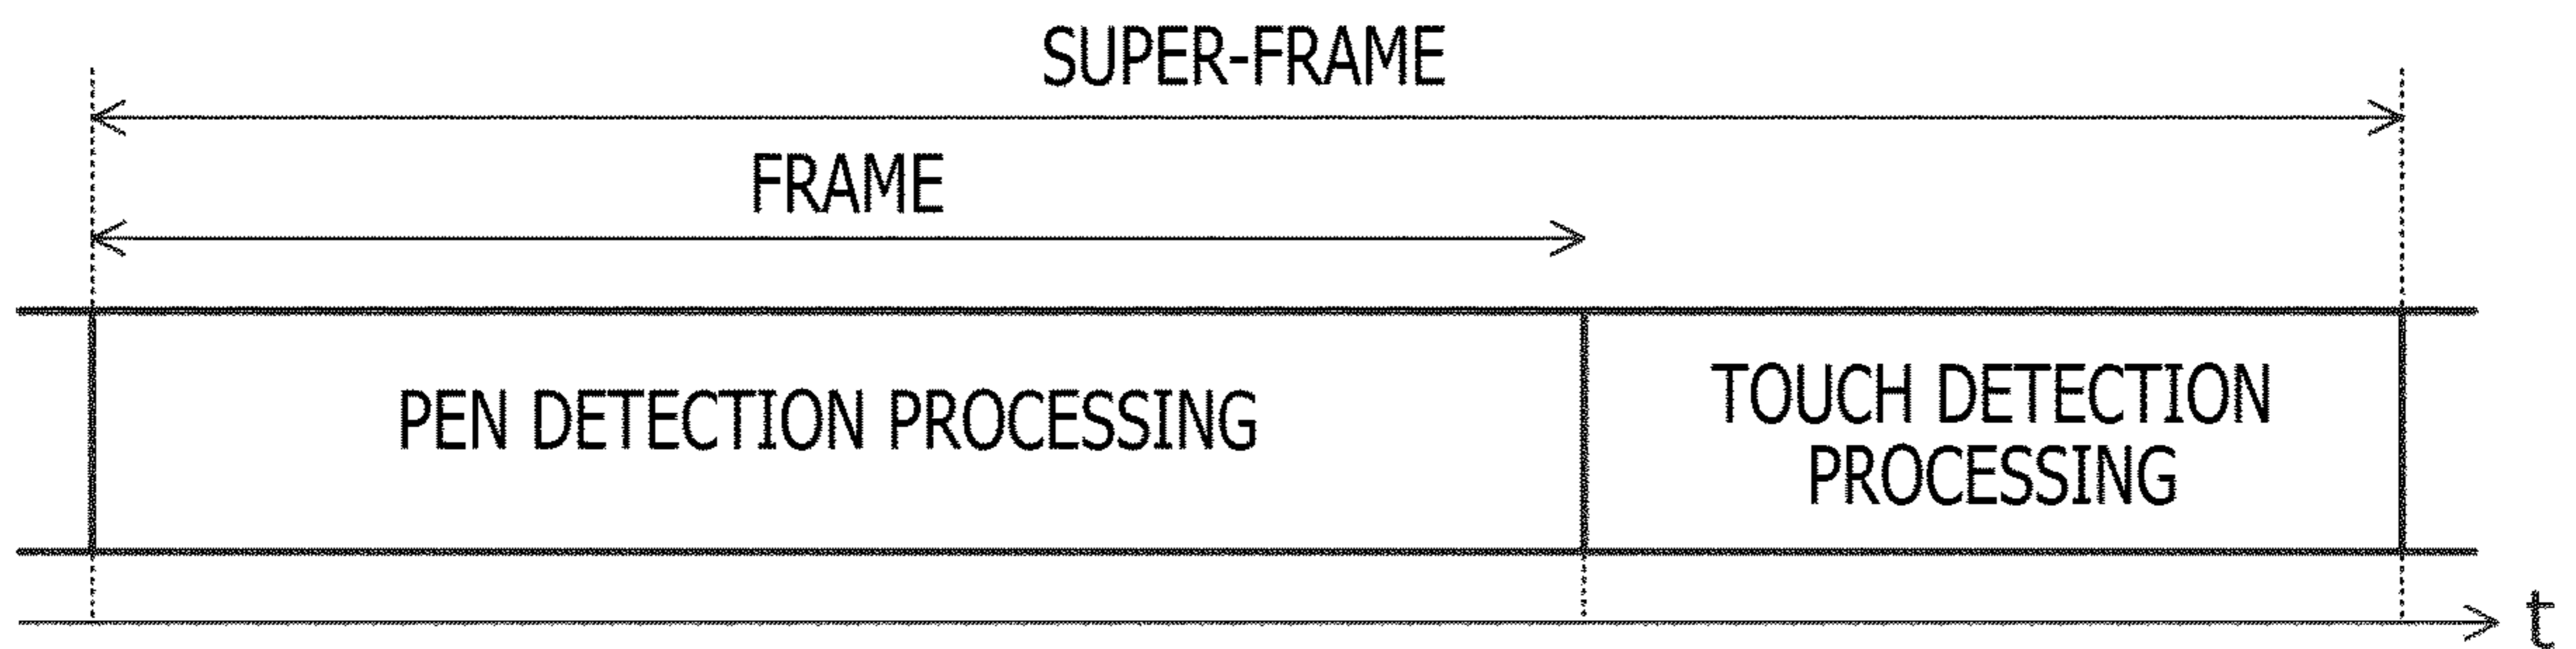 SUPER-FRAME
FRAME
PEN DETECTION PROCESSING
TOUCH DETECTION
PROCESSING
t